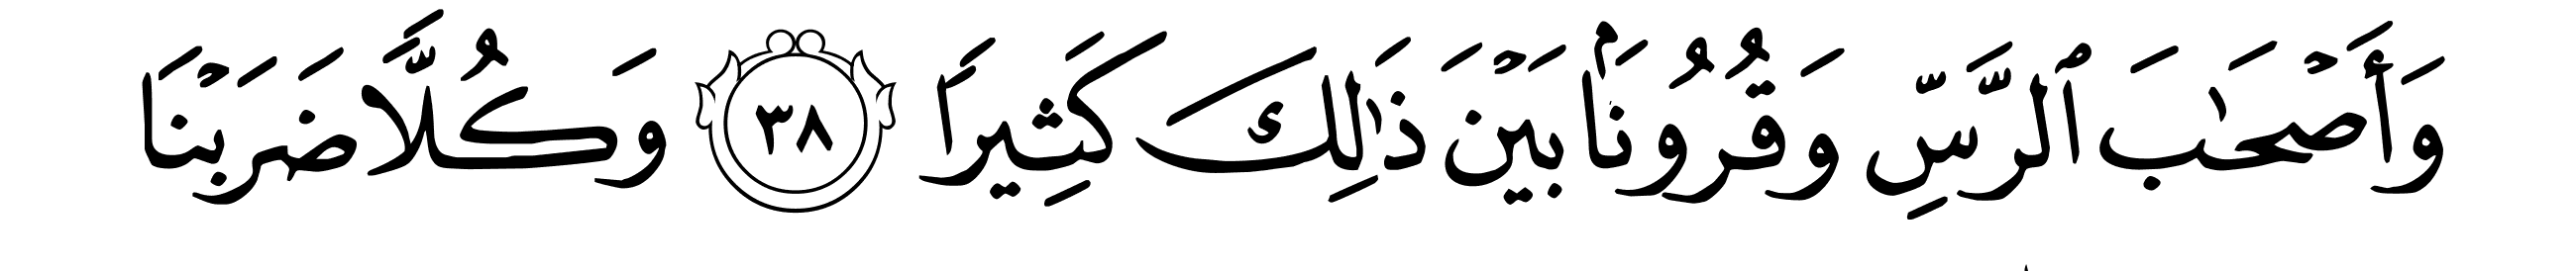 وَأَصْحَٰبَ ٱلرَّسِّ وَقُرُونَۢا بَيْنَ ذَٰلِكَ كَثِيرًا ٣٨ وَكُلًّا ضَرَبْنَا